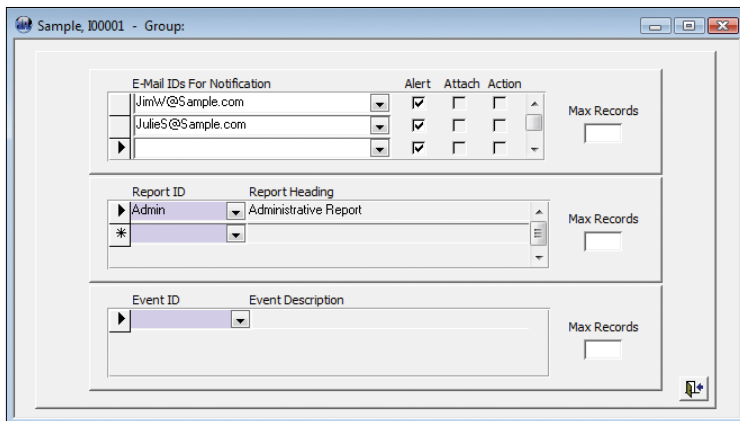 Sample, I00001 - Group:
E-Mail IDs For Notification Alert Attach Action
JimW@Sample.com
JulieS@Sample.com
Max Records
Report ID Report Heading
Admin Administrative Report
Max Records
Event ID Event Description
Max Records